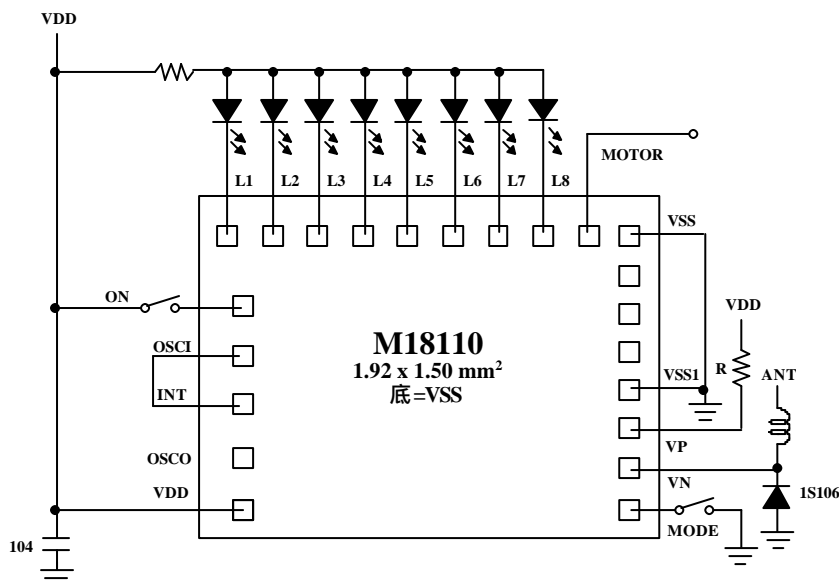 VDD
MOTOR
L1 L2 L3 L4 L5 L6 L7 L8
VSS
ON
VDD
M18110
1.92 x 1.50 mm²
底=VSS
OSCI
R
VSS1
ANT
INT
VP
OSCO
VN
1S106
VDD
MODE
104